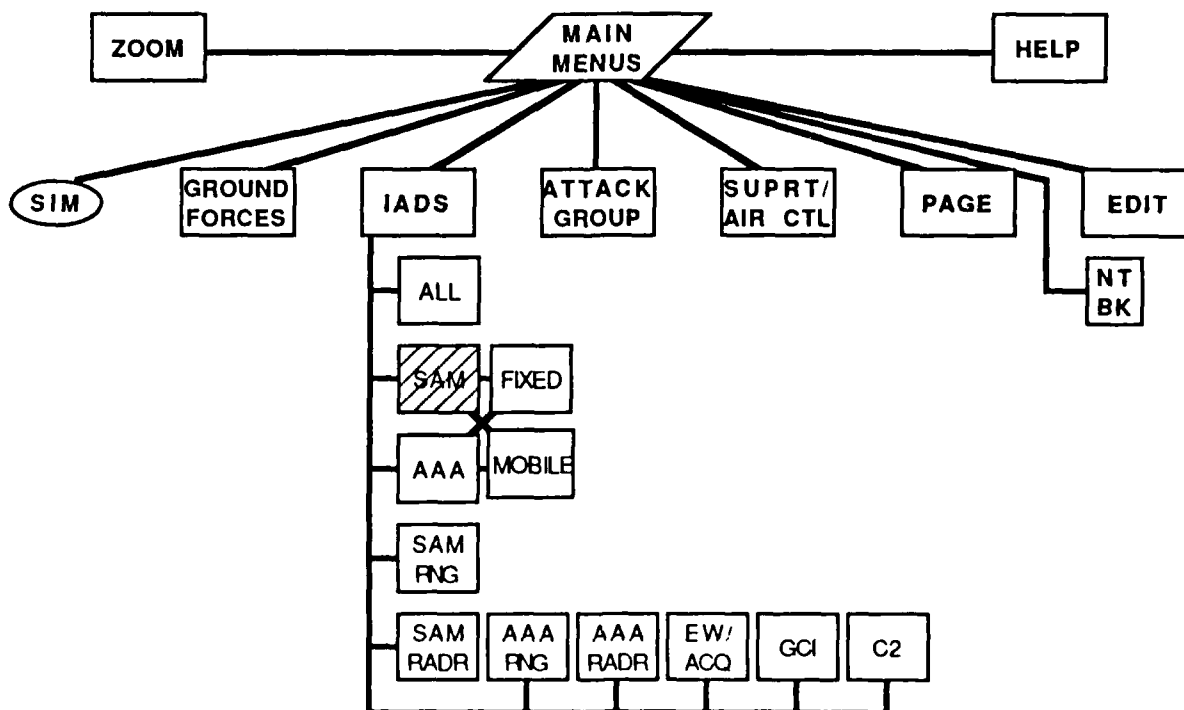 ZOOM
MAIN
MENUS
HELP
SIM
GROUND
FORCES
IADS
ATTACK
GROUP
SUPRT/
AIR CTL
PAGE
EDIT
NT
BK
ALL
SAM
FIXED
AAA
MOBILE
SAM
RNG
SAM
RADR
AAA
RNG
AAA
RADR
EW/
ACQ
GCI
C2